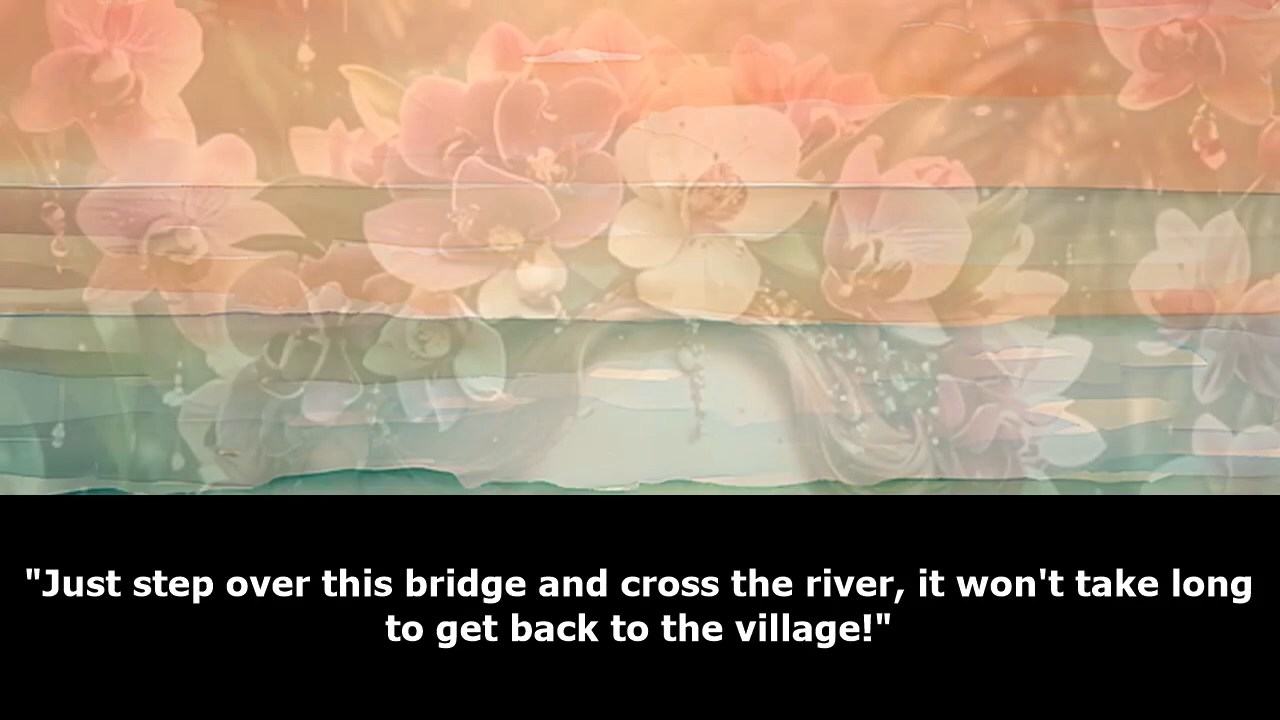 "Just step over this bridge and cross the river, it won't take long
to get back to the village!"